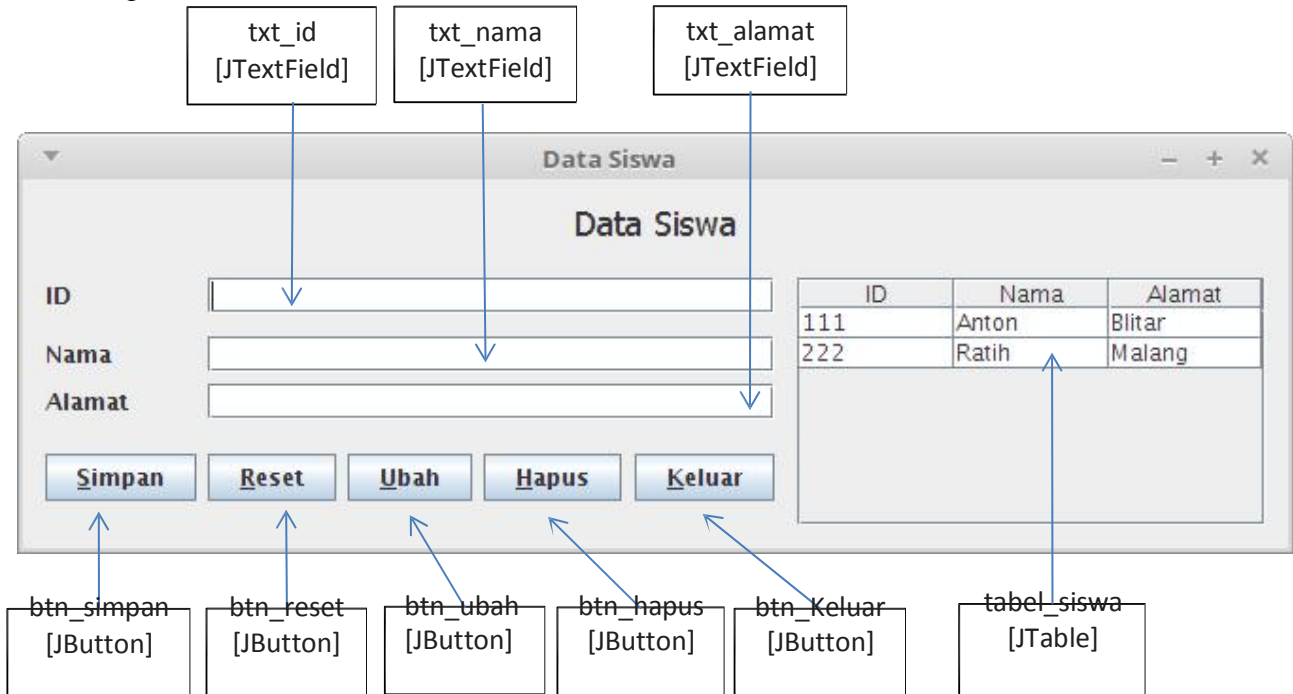 txt_id
[JTextField]
txt_nama
[JTextField]
txt_alamat
[JTextField]
Data Siswa
Data Siswa
ID
Nama
Alamat
Simpan
Reset
Ubah
Hapus
Keluar
ID Nama Alamat
111 Anton Blitar
222 Ratih Malang
btn_simpan
[JButton]
btn_reset
[JButton]
btn_ubah
[JButton]
btn_hapus
[JButton]
btn_Keluar
[JButton]
tabel_siswa
[JTable]